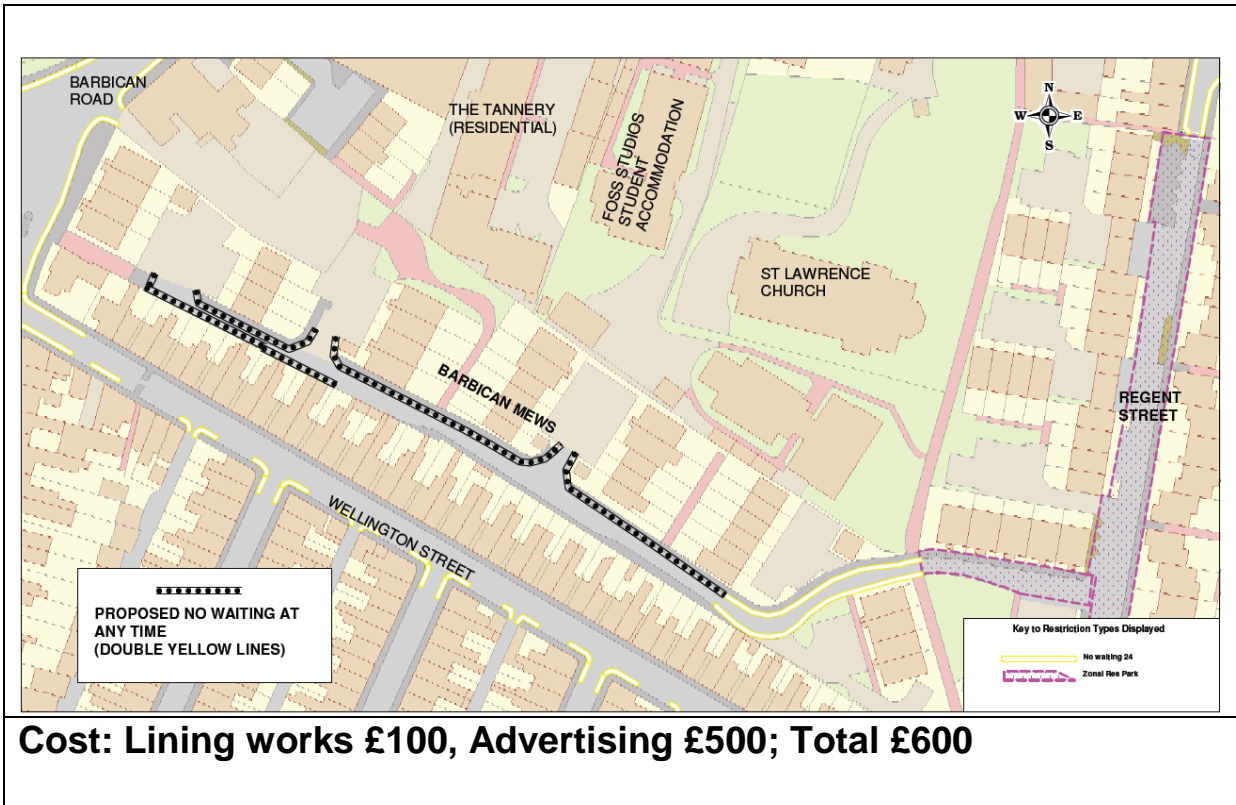 BARBICAN
ROAD
THE TANNERY
(RESIDENTIAL)
FOSS STUDIOS
STUDENT
ACCOMMODATION
N
W E
S
ST LAWRENCE
CHURCH
REGENT
STREET
BARBICAN MEWS
WELLINGTON STREET
PROPOSED NO WAITING AT
ANY TIME
(DOUBLE YELLOW LINES)
Key to Restriction Types Displayed
No waiting 24
Zonal Res Park
Cost: Lining works £100, Advertising £500; Total £600